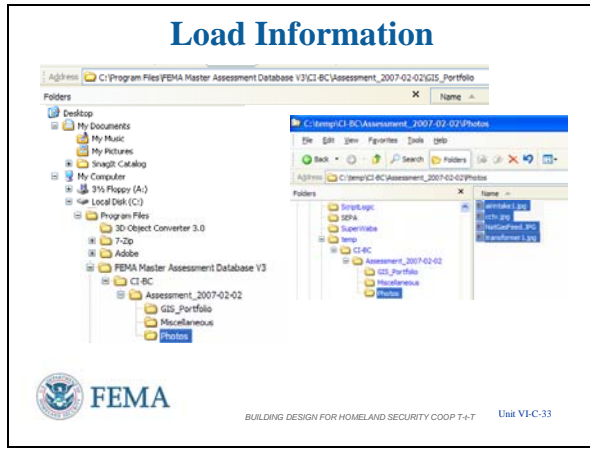 Load Information
Address C:\Program Files\FEMA Master Assessment Database V3\CI-BC\Assessment_2007-02-02\GIS_Portfolio
Folders
Name
Desktop
My Documents
My Music
My Pictures
SnagIt Catalog
My Computer
3½ Floppy (A:)
Local Disk (C:)
Program Files
3D Object Converter 3.0
7-Zip
Adobe
FEMA Master Assessment Database V3
CI-BC
Assessment_2007-02-02
GIS_Portfolio
Miscellaneous
Photos
C:\temp\CI-BC\Assessment_2007-02-02\Photos
File Edit View Favorites Tools Help
Back Search Folders
Address C:\temp\CI-BC\Assessment_2007-02-02\Photos
Folders
Name
ScriptLogic
SEPA
SuperWaba
temp
CI-BC
Assessment_2007-02-02
GIS_Portfolio
Miscellaneous
Photos
airintake1.jpg
cctv.jpg
NatGasFeed.JPG
transformer1.jpg
FEMA
BUILDING DESIGN FOR HOMELAND SECURITY COOP T-t-T
Unit VI-C-33